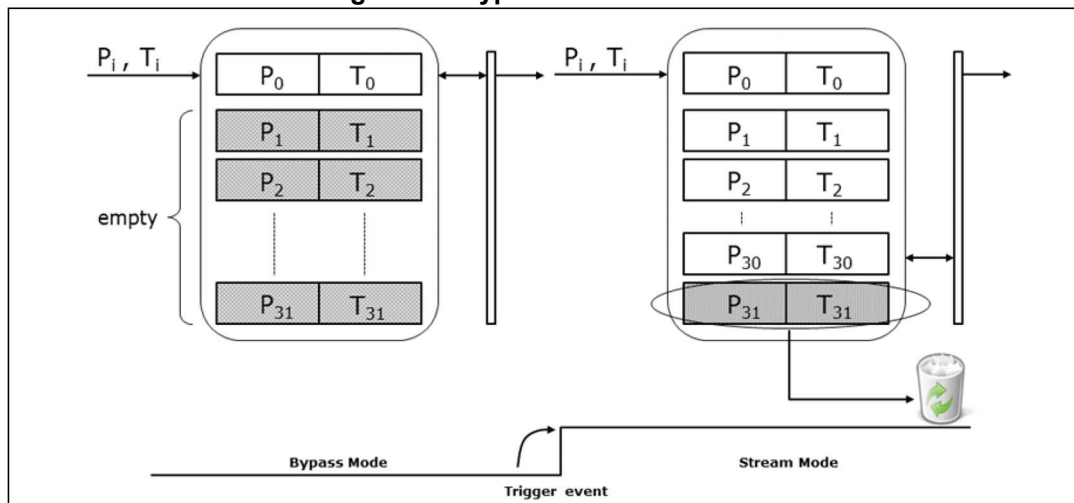 Pi , Ti
P0 T0
P1 T1
P2 T2
empty
P31 T31
Pi , Ti
P0 T0
P1 T1
P2 T2
P30 T30
P31 T31
Bypass Mode
Stream Mode
Trigger event